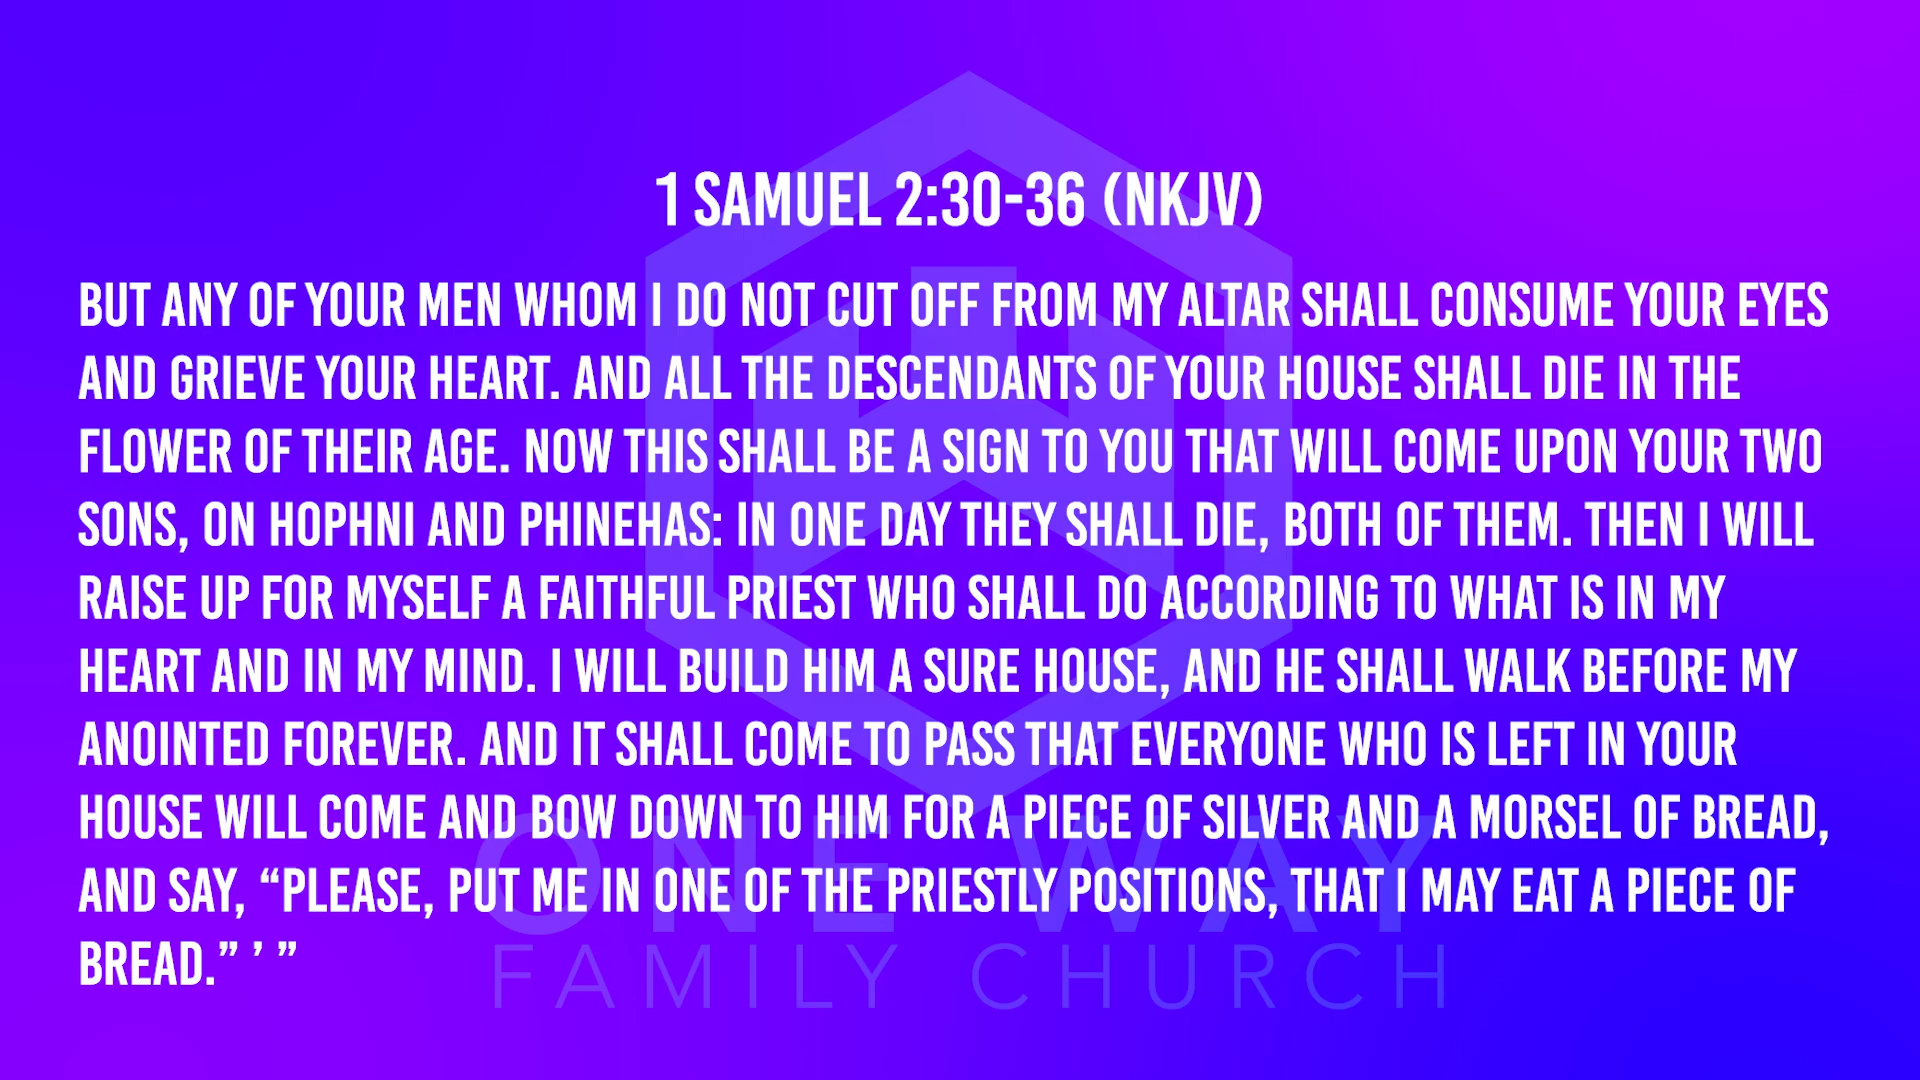 1 SAMUEL 2:30-36 (NKJV)
BUT ANY OF YOUR MEN WHOM I DO NOT CUT OFF FROM MY ALTAR SHALL CONSUME YOUR EYES
AND GRIEVE YOUR HEART. AND ALL THE DESCENDANTS OF YOUR HOUSE SHALL DIE IN THE
FLOWER OF THEIR AGE. NOW THIS SHALL BE A SIGN TO YOU THAT WILL COME UPON YOUR TWO
SONS, ON HOPHNI AND PHINEHAS: IN ONE DAY THEY SHALL DIE, BOTH OF THEM. THEN I WILL
RAISE UP FOR MYSELF A FAITHFUL PRIEST WHO SHALL DO ACCORDING TO WHAT IS IN MY
HEART AND IN MY MIND. I WILL BUILD HIM A SURE HOUSE, AND HE SHALL WALK BEFORE MY
ANOINTED FOREVER. AND IT SHALL COME TO PASS THAT EVERYONE WHO IS LEFT IN YOUR
HOUSE WILL COME AND BOW DOWN TO HIM FOR A PIECE OF SILVER AND A MORSEL OF BREAD,
AND SAY, “PLEASE, PUT ME IN ONE OF THE PRIESTLY POSITIONS, THAT I MAY EAT A PIECE OF
BREAD.” ’ ”
ONE WAY
FAMILY CHURCH